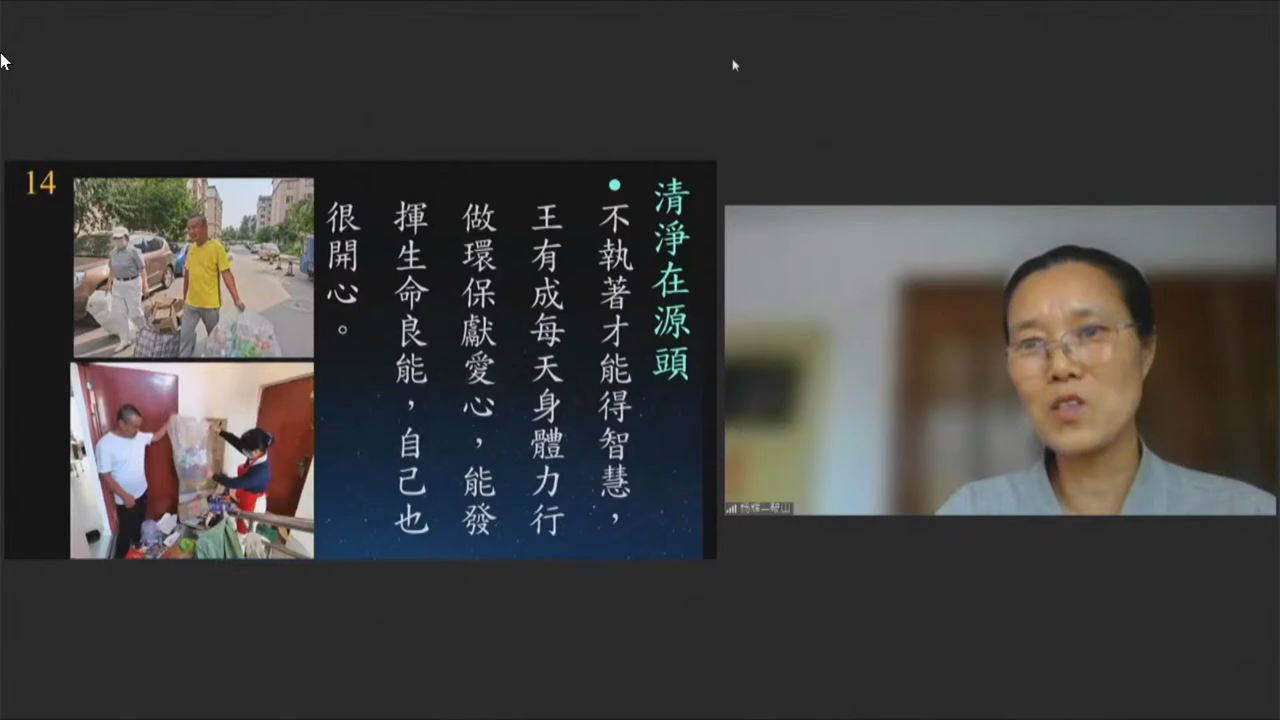 14
清淨在源頭
• 不執著才能得智慧，
王有成每天身體力行
做環保獻愛心，能發
揮生命良能，自己也
很開心。